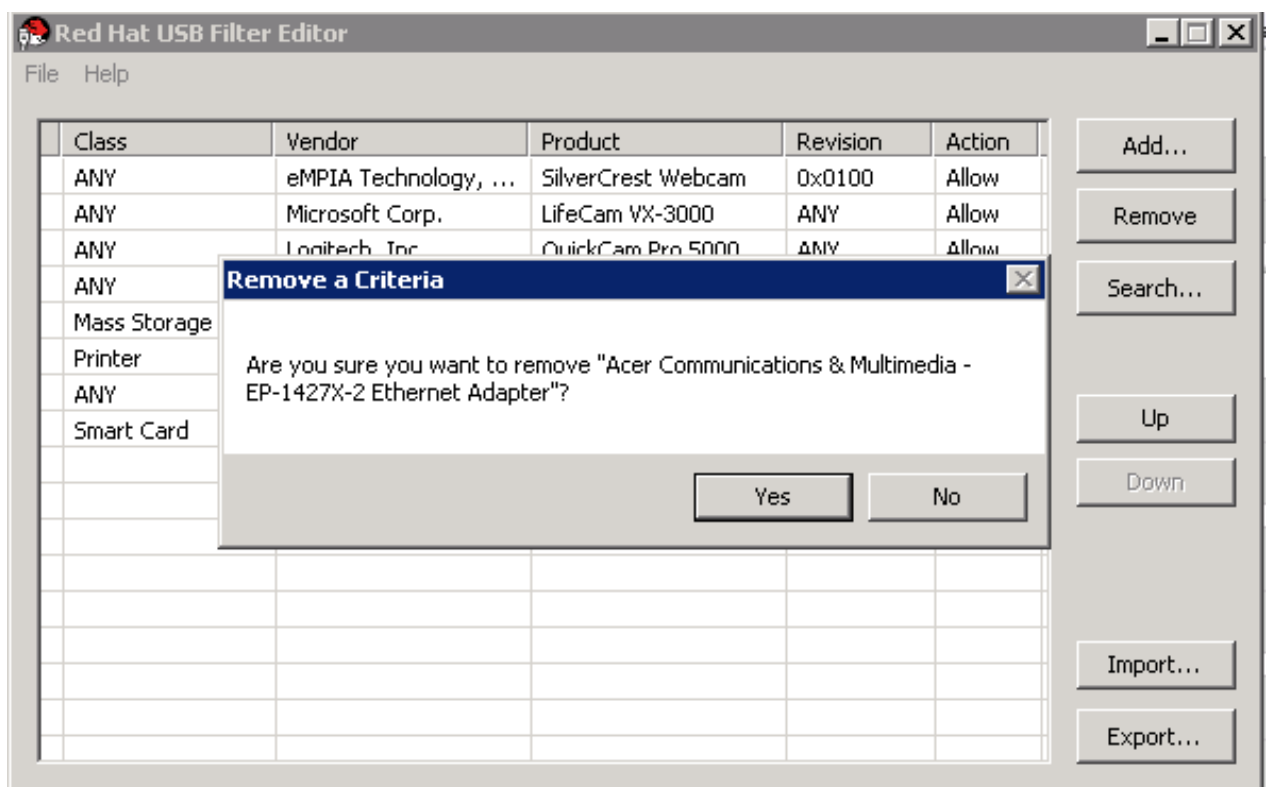 Red Hat USB Filter Editor
File Help
Class Vendor Product Revision Action
ANY eMPIA Technology, ... SilverCrest Webcam 0x0100 Allow
ANY Microsoft Corp. LifeCam VX-3000 ANY Allow
ANY Logitech, Inc QuickCam Pro 5000 ANY Allow
ANY
Mass Storage
Printer
ANY
Smart Card
Remove a Criteria
Are you sure you want to remove "Acer Communications & Multimedia -
EP-1427X-2 Ethernet Adapter"?
Yes No
Add...
Remove
Search...
Up
Down
Import...
Export...